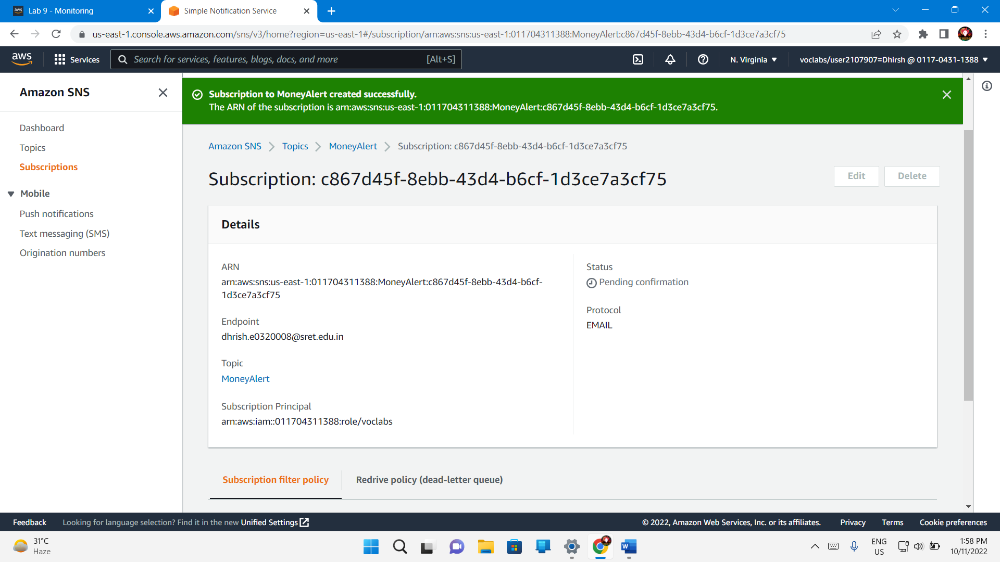 Lab 9 - Monitoring
Simple Notification Service
us-east-1.console.aws.amazon.com/sns/v3/home?region=us-east-1#/subscription/arn:aws:sns:us-east-1:011704311388:MoneyAlert:c867d45f-8ebb-43d4-b6cf-1d3ce7a3cf75
aws
Services
Search for services, features, blogs, docs, and more
[Alt+S]
N. Virginia
voclabs/user2107907=Dhirsh @ 0117-0431-1388
Amazon SNS
Dashboard
Topics
Subscriptions
Mobile
Push notifications
Text messaging (SMS)
Origination numbers
Subscription to MoneyAlert created successfully.
The ARN of the subscription is arn:aws:sns:us-east-1:011704311388:MoneyAlert:c867d45f-8ebb-43d4-b6cf-1d3ce7a3cf75.
Amazon SNS
Topics
MoneyAlert
Subscription: c867d45f-8ebb-43d4-b6cf-1d3ce7a3cf75
Subscription: c867d45f-8ebb-43d4-b6cf-1d3ce7a3cf75
Edit
Delete
Details
ARN
arn:aws:sns:us-east-1:011704311388:MoneyAlert:c867d45f-8ebb-43d4-b6cf-
1d3ce7a3cf75
Endpoint
dhrish.e0320008@sret.edu.in
Topic
MoneyAlert
Subscription Principal
arn:aws:iam::011704311388:role/voclabs
Status
Pending confirmation
Protocol
EMAIL
Subscription filter policy
Redrive policy (dead-letter queue)
Feedback
Looking for language selection? Find it in the new Unified Settings
© 2022, Amazon Web Services, Inc. or its affiliates.
Privacy
Terms
Cookie preferences
31°C
Haze
ENG
US
1:58 PM
10/11/2022